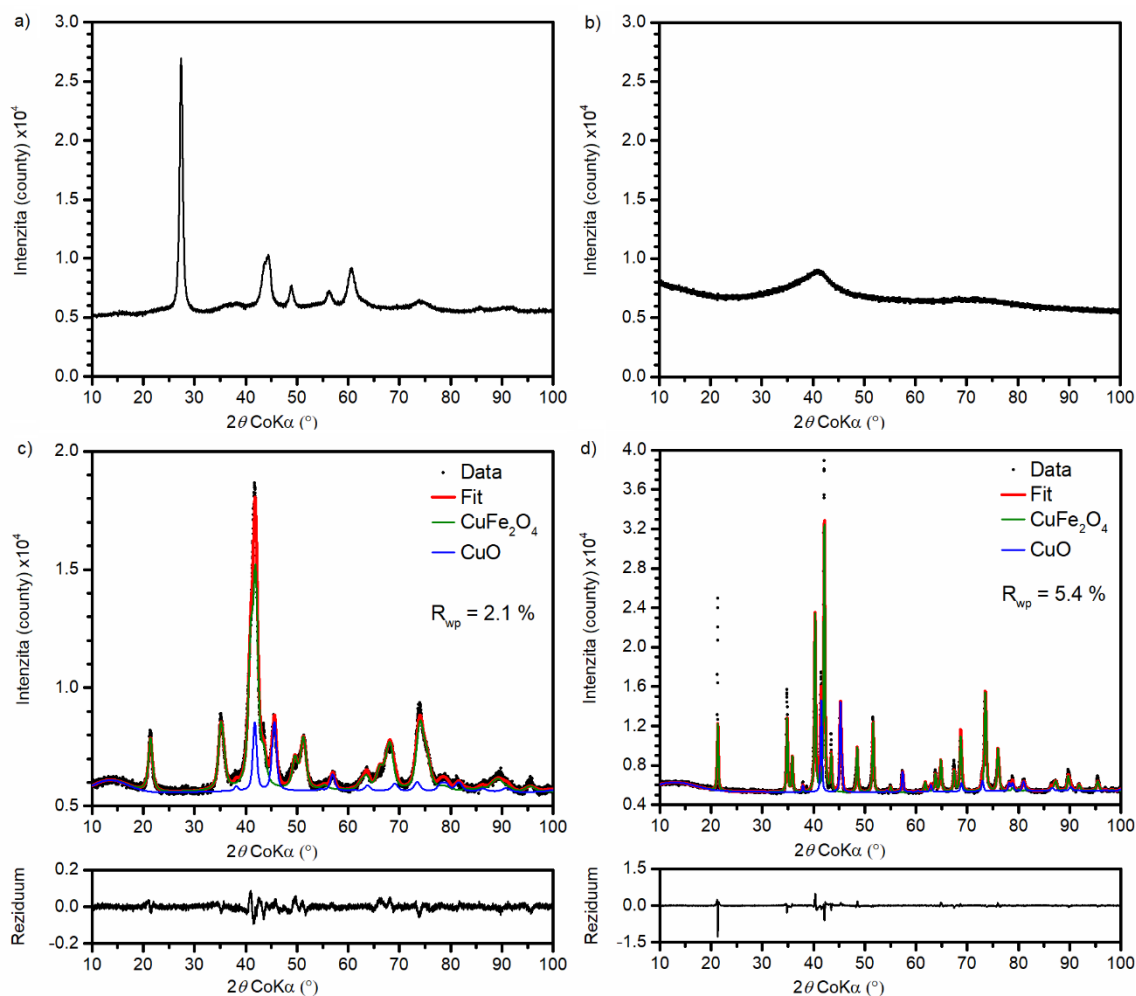 a)
3.0
2.5
2.0
1.5
1.0
0.5
0.0
Intenzita (county) x10⁴
10 20 30 40 50 60 70 80 90 100
2θ CoKα (°)
b)
3.0
2.5
2.0
1.5
1.0
0.5
0.0
Intenzita (county) x10⁴
10 20 30 40 50 60 70 80 90 100
2θ CoKα (°)
c)
2.0
1.5
1.0
0.5
Intenzita (county) x10⁴
Data
Fit
CuFe₂O₄
CuO
R_wp = 2.1 %
10 20 30 40 50 60 70 80 90 100
2θ CoKα (°)
0.2
0.0
-0.2
Reziduum
10 20 30 40 50 60 70 80 90 100
2θ CoKα (°)
d)
4.0
3.6
3.2
2.8
2.4
2.0
1.6
1.2
0.8
0.4
Intenzita (county) x10⁴
Data
Fit
CuFe₂O₄
CuO
R_wp = 5.4 %
10 20 30 40 50 60 70 80 90 100
2θ CoKα (°)
1.5
0.0
-1.5
Reziduum
10 20 30 40 50 60 70 80 90 100
2θ CoKα (°)